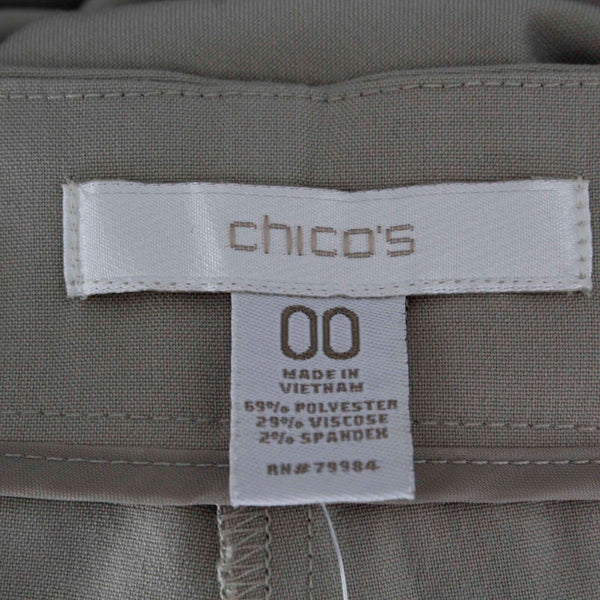 chico's
00
MADE IN
VIETNAM
69% POLYESTER
29% VISCOSE
2% SPANDEX
RN#79984